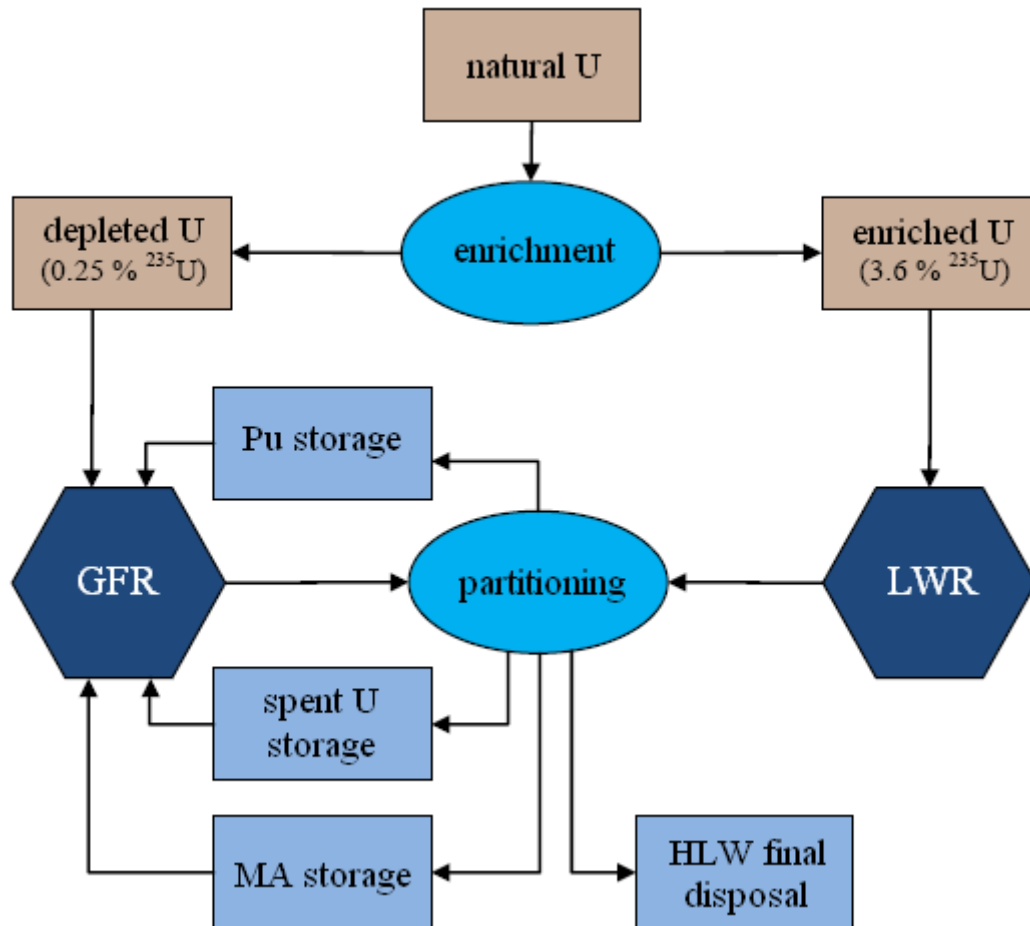 natural U
depleted U
(0.25 % ²³⁵U)
enrichment
enriched U
(3.6 % ²³⁵U)
Pu storage
GFR
partitioning
LWR
spent U
storage
MA storage
HLW final
disposal